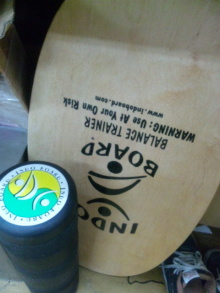 INDO
BOARD
BALANCE TRAINER
WARNING: Use At Your Own Risk
www.indoboard.com